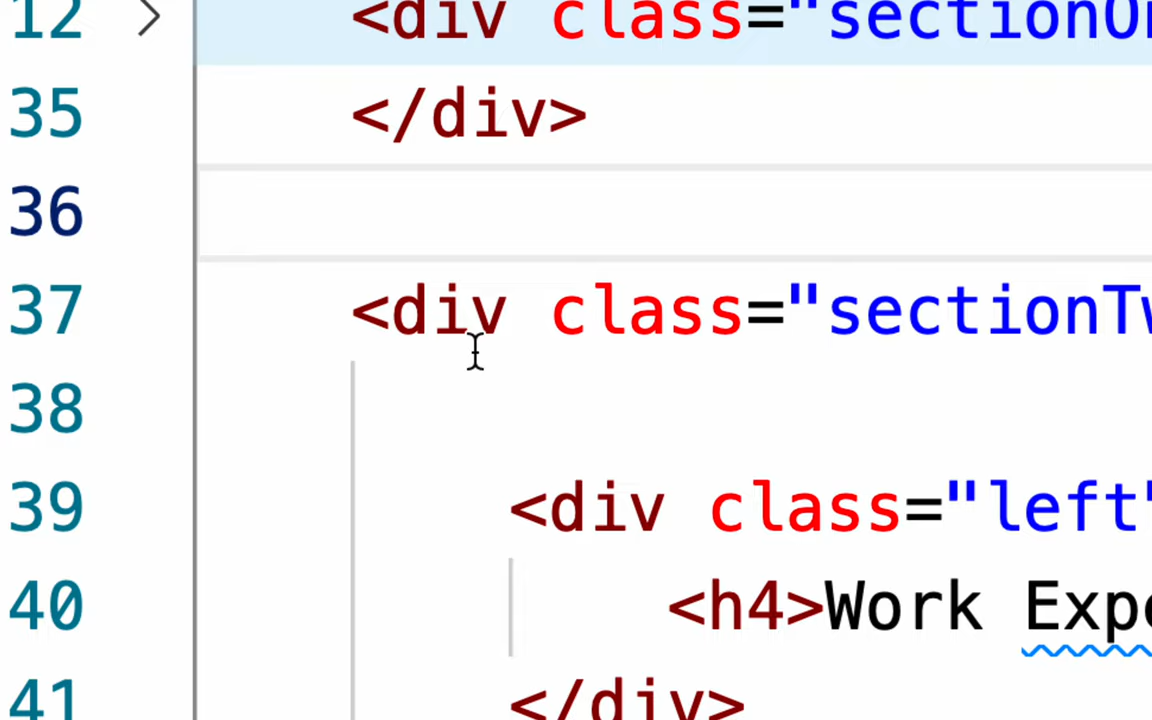 12 <div class="sectionO
35 </div>
36
37 <div class="sectionTw
38
39 <div class="left"
40 <h4>Work Expe
41 </div>